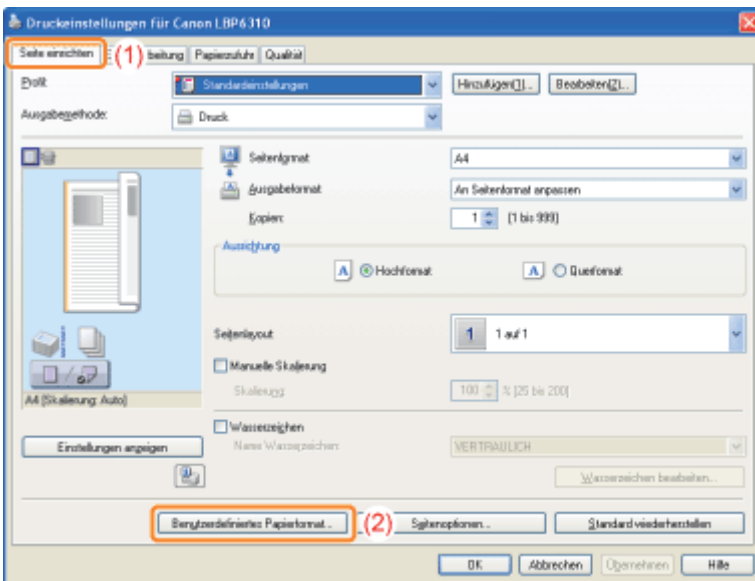 Druckeinstellungen für Canon LBP6310
Seite einrichten (1) beitung Papierzufuhr Qualität
Profil: Standardeinstellungen Hinzufügen(1)... Bearbeiten(2)...
Ausgabemethode: Druck
Seitenformat A4
Ausgabeformat An Seitenformat anpassen
Kopien: 1 (1 bis 999)
Ausrichtung
A Hochformat A Querformat
Seitenlayout 1 1 auf 1
Manuelle Skalierung
Skalierung: 100 % [25 bis 200]
A4 [Skalierung: Auto]
Wasserzeichen
Einstellungen anzeigen Name Wasserzeichen: VERTRAULICH
Wasserzeichen bearbeiten...
Benutzerdefiniertes Papierformat... (2) Seitenoptionen... Standard wiederherstellen
OK Abbrechen Übernehmen Hilfe